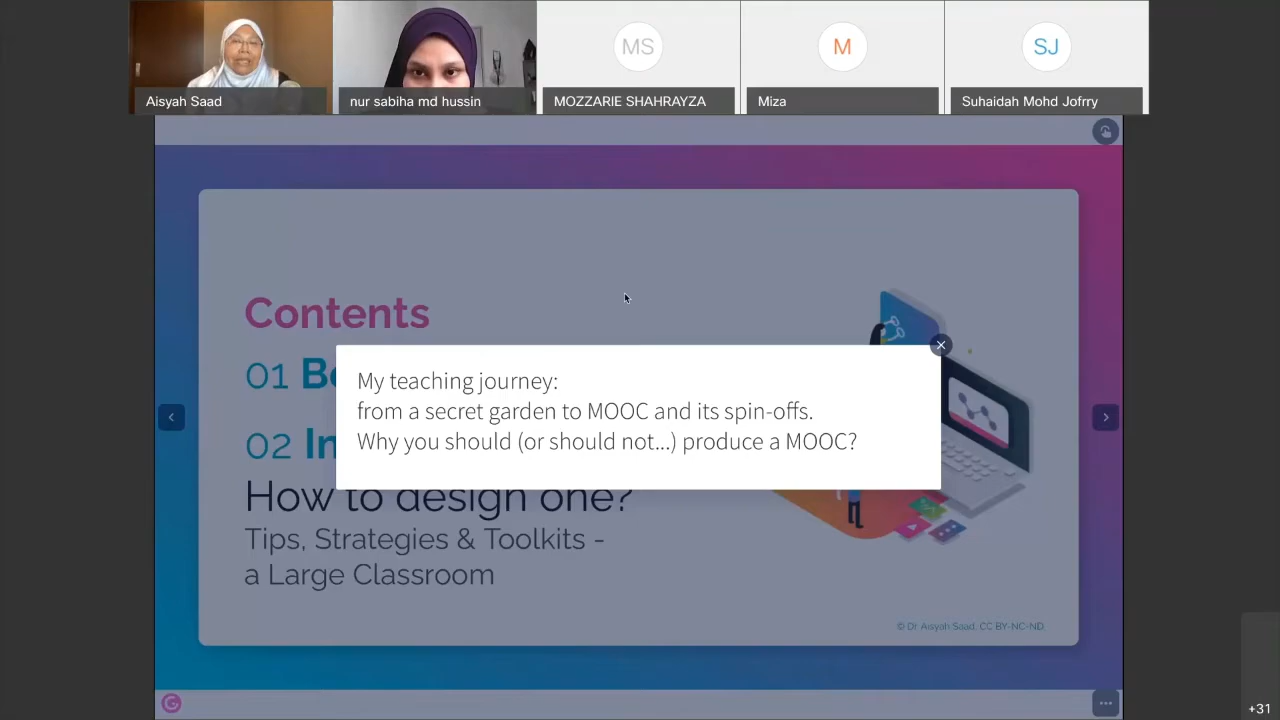 Aisyah Saad
nur sabiha md hussin
MS
MOZZARIE SHAHRAYZA
M
Miza
SJ
Suhaidah Mohd Jofrry
Contents
01
02
My teaching journey:
from a secret garden to MOOC and its spin-offs.
Why you should (or should not...) produce a MOOC?
How to design one?
Tips, Strategies & Toolkits -
a Large Classroom
© Dr Aisyah Saad, CC BY-NC-ND
+31